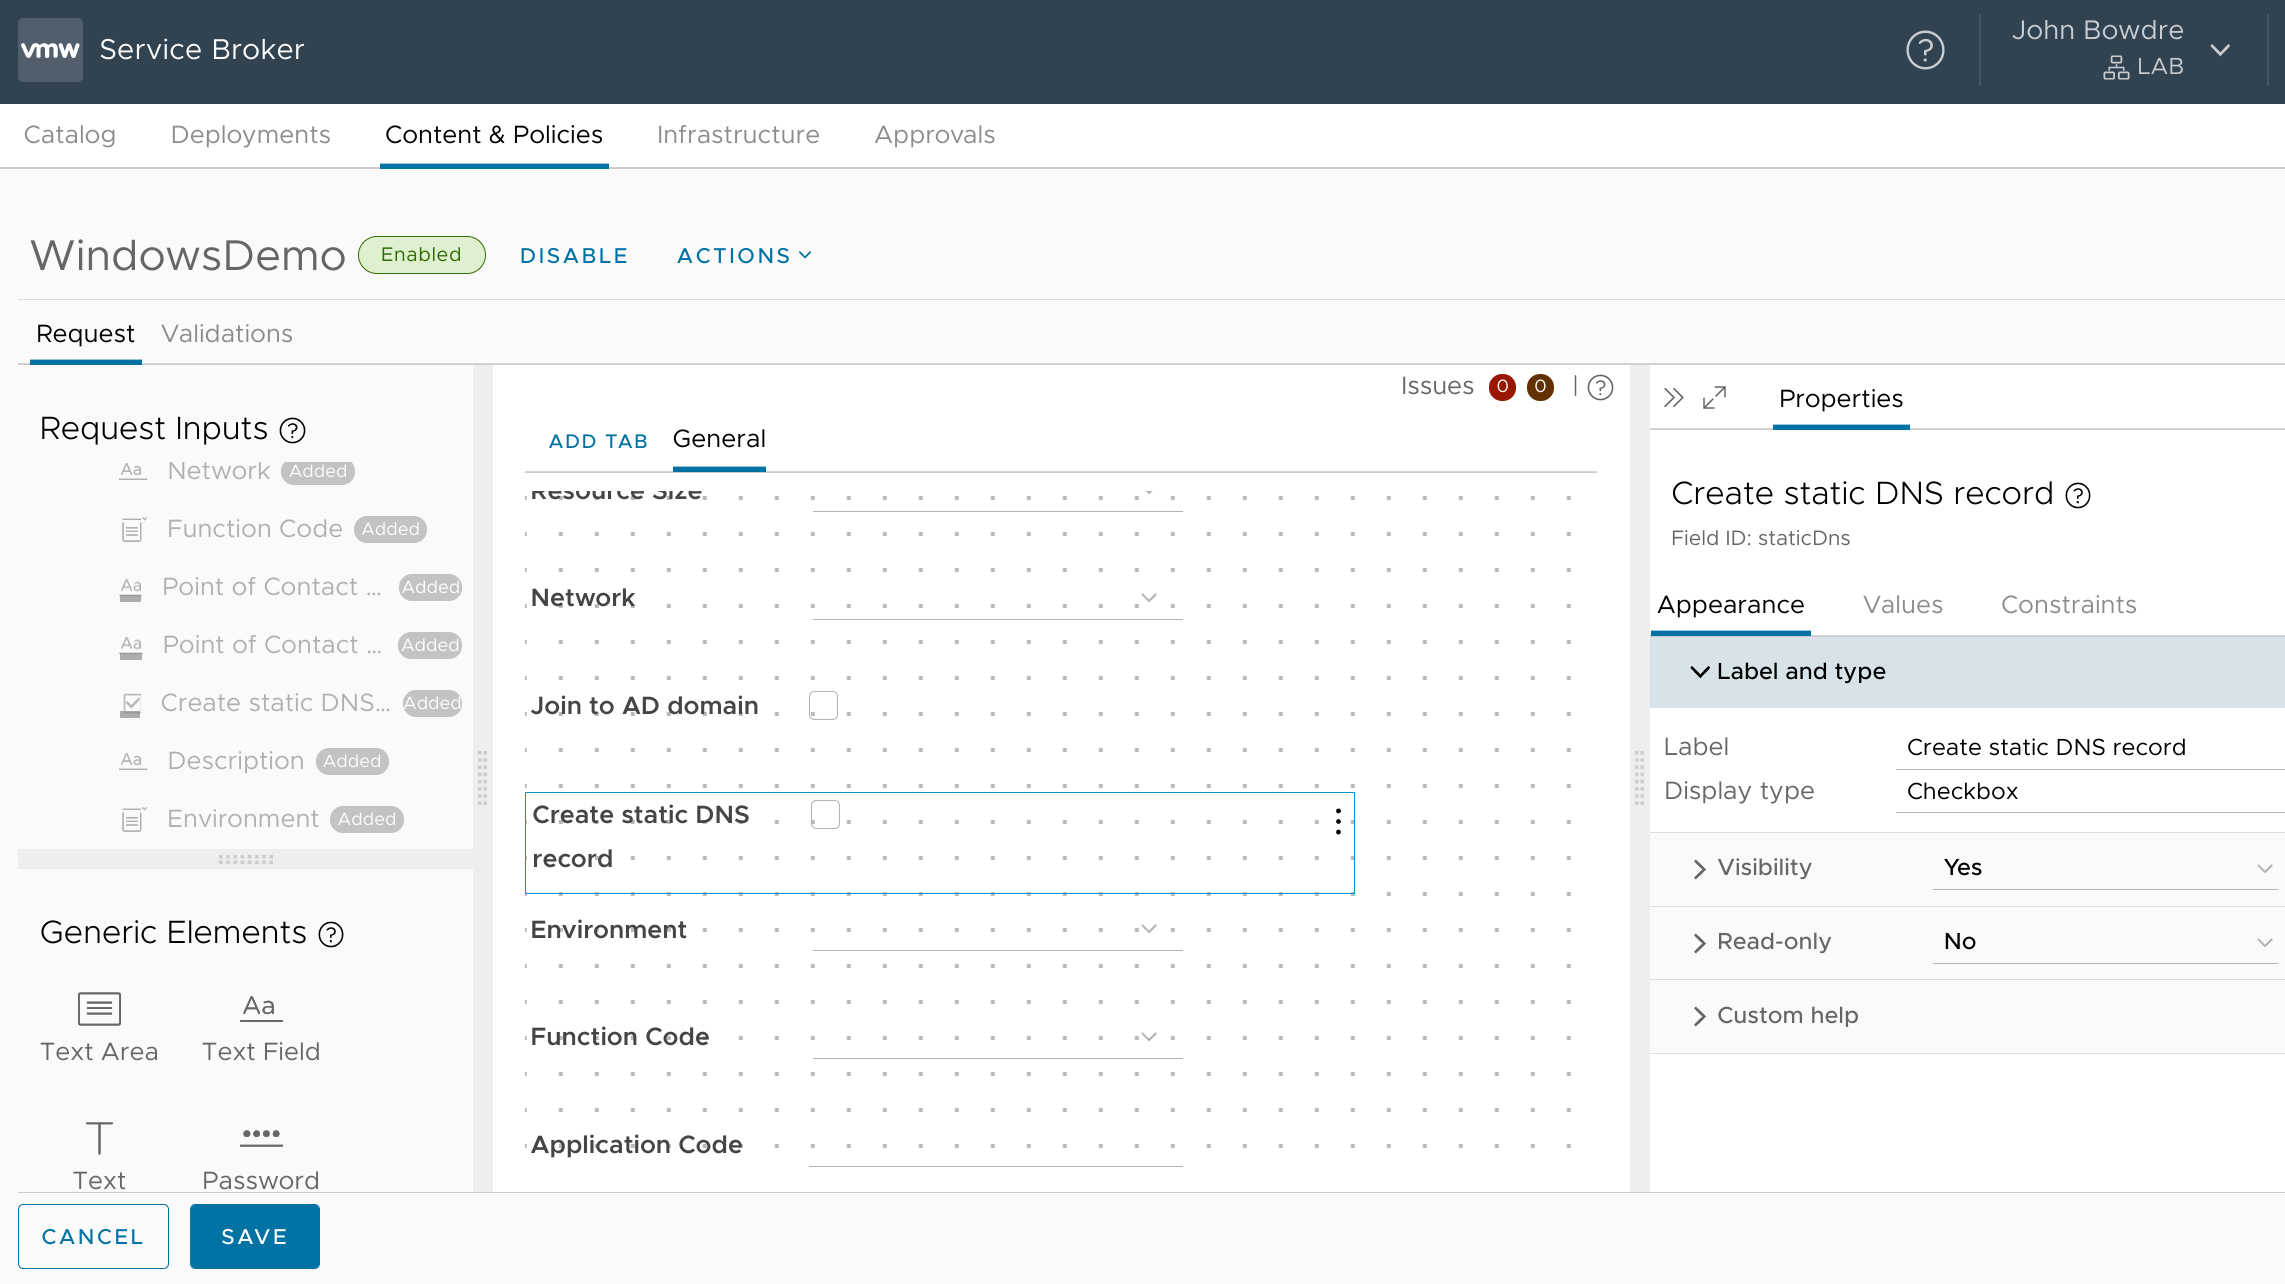 vmw Service Broker
John Bowdre
LAB
Catalog Deployments Content & Policies Infrastructure Approvals
WindowsDemo Enabled DISABLE ACTIONS
Request Validations
Request Inputs
Aa Network Added
Function Code Added
Aa Point of Contact ... Added
Aa Point of Contact ... Added
Create static DNS... Added
Aa Description Added
Environment Added
Generic Elements
Text Area
Aa
Text Field
T
Text
Password
Issues 0 0
ADD TAB General
Resource Size
Network
Join to AD domain
Create static DNS
record
Environment
Function Code
Application Code
Properties
Create static DNS record
Field ID: staticDns
Appearance Values Constraints
Label and type
Label Create static DNS record
Display type Checkbox
Visibility Yes
Read-only No
Custom help
CANCEL SAVE